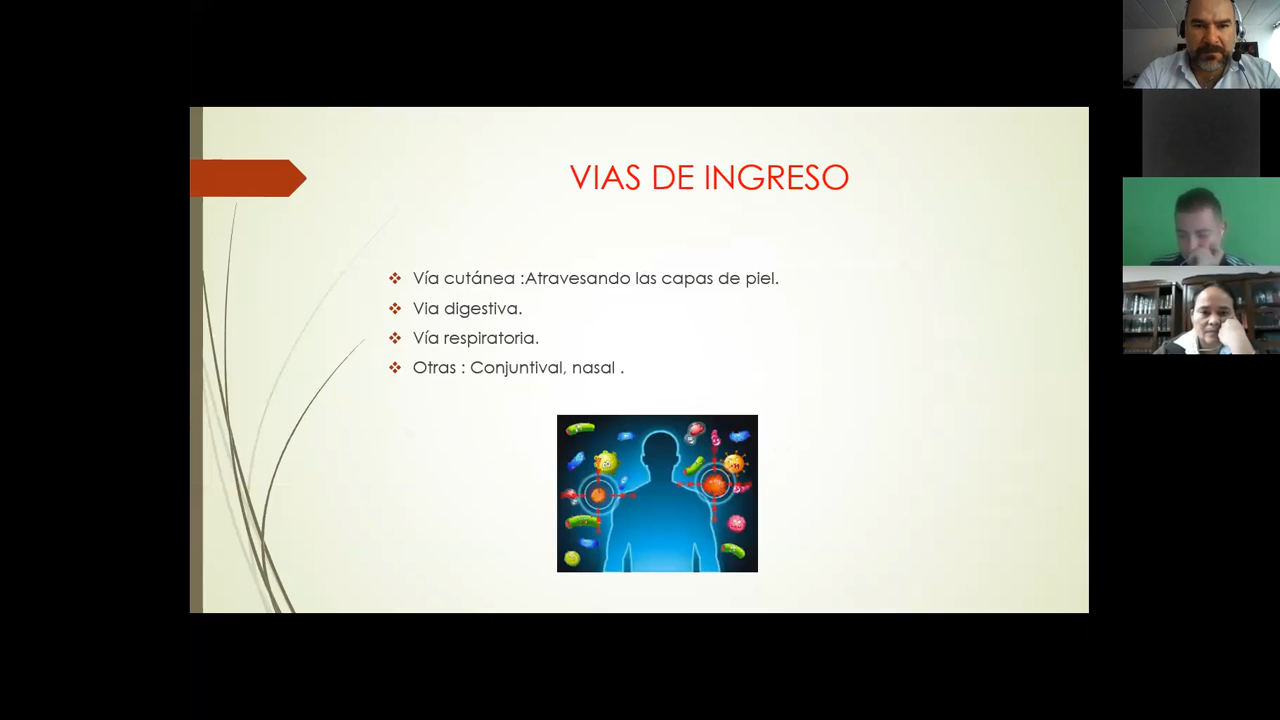 VIAS DE INGRESO
Vía cutánea :Atravesando las capas de piel.
Via digestiva.
Vía respiratoria.
Otras : Conjuntival, nasal .